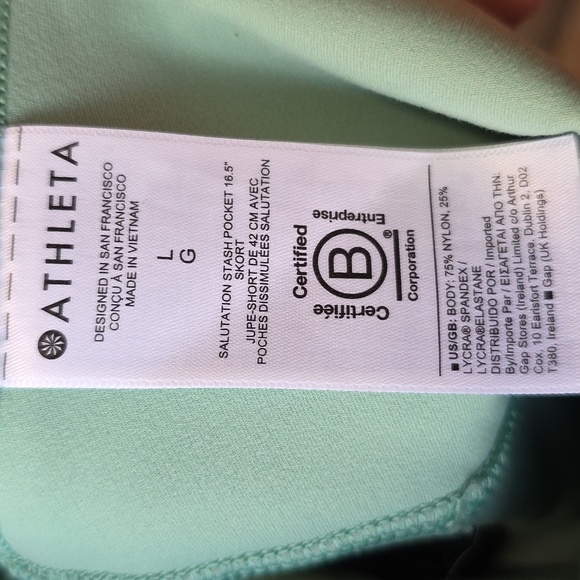 ATHLETA
DESIGNED IN SAN FRANCISCO
CONÇU À SAN FRANCISCO
MADE IN VIETNAM
L
G
SALUTATION STASH POCKET 16.5"
SKORT
JUPE-SHORT DE 42 CM AVEC
POCHES DISSIMULÉES SALUTATION
Certified
Certifiée
B
®
Entreprise
Corporation
■ US/GB: BODY: 75% NYLON, 25%
LYCRA® SPANDEX /
LYCRA®ELASTANE
DISTRIBUIDO POR / Imported
By/Importe Par / ΕΙΣΑΓΕΤΑΙ ΑΠΟ ΤΗΝ:
Gap Stores (Ireland) Limited c/o Arthur
Cox, 10 Earlsfort Terrace, Dublin 2, D02
T380, Ireland ■ Gap (UK Holdings)